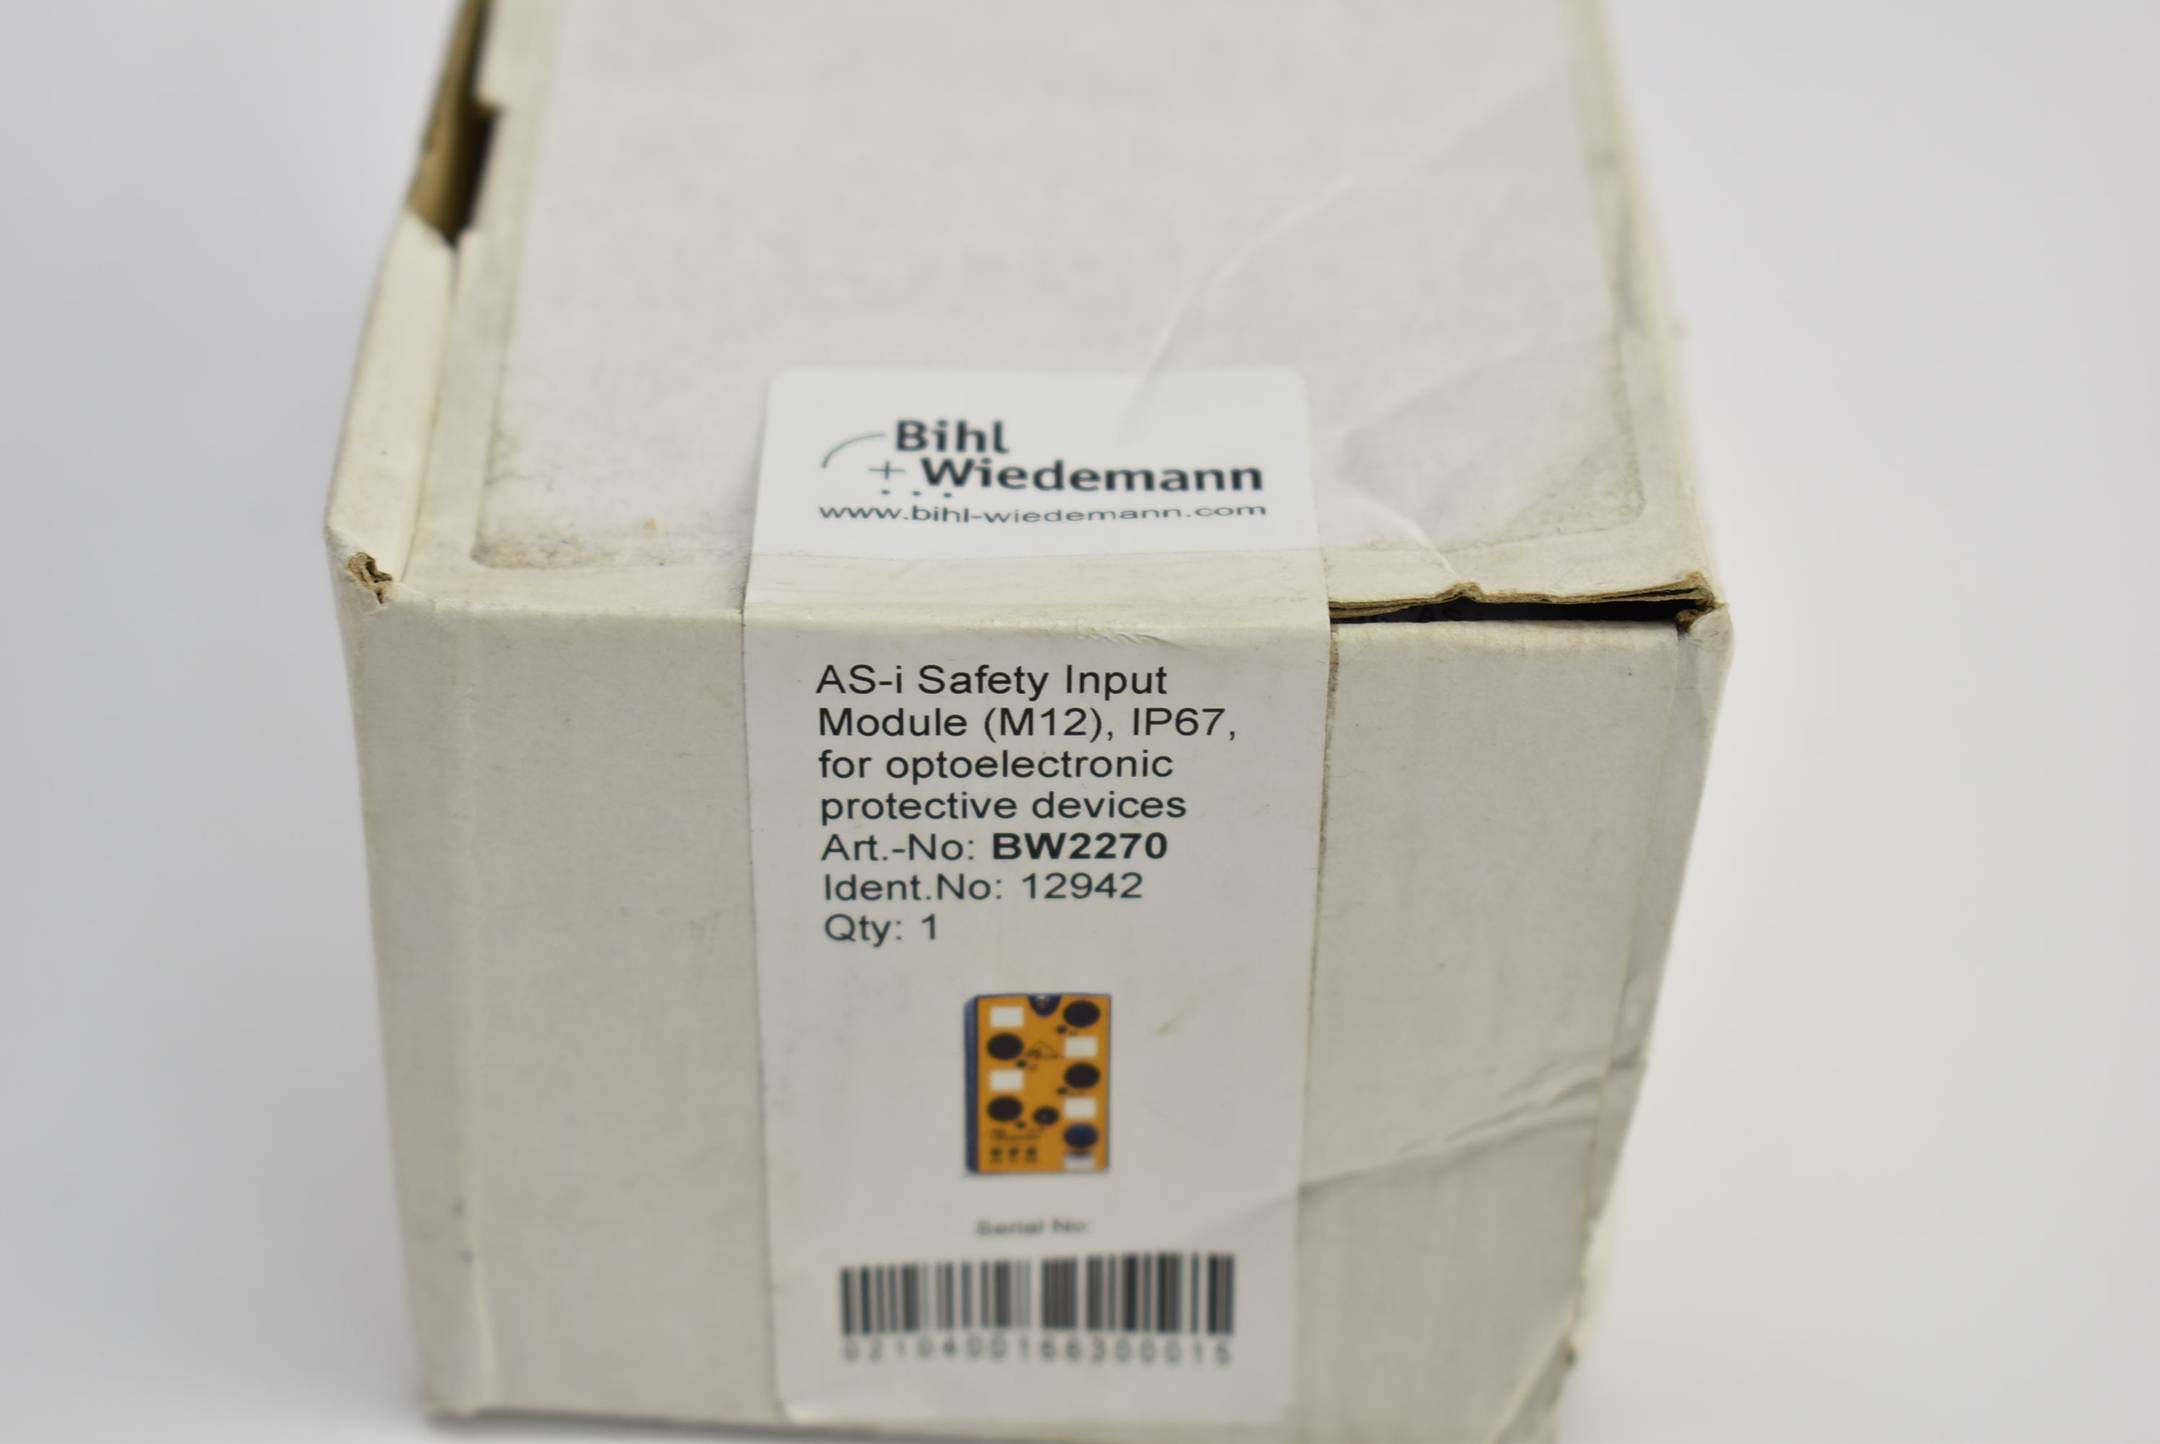 Bihl
+Wiedemann
www.bihl-wiedemann.com
AS-i Safety Input
Module (M12), IP67,
for optoelectronic
protective devices
Art.-No: BW2270
Ident.No: 12942
Qty: 1
Serial No:
0210400166300015